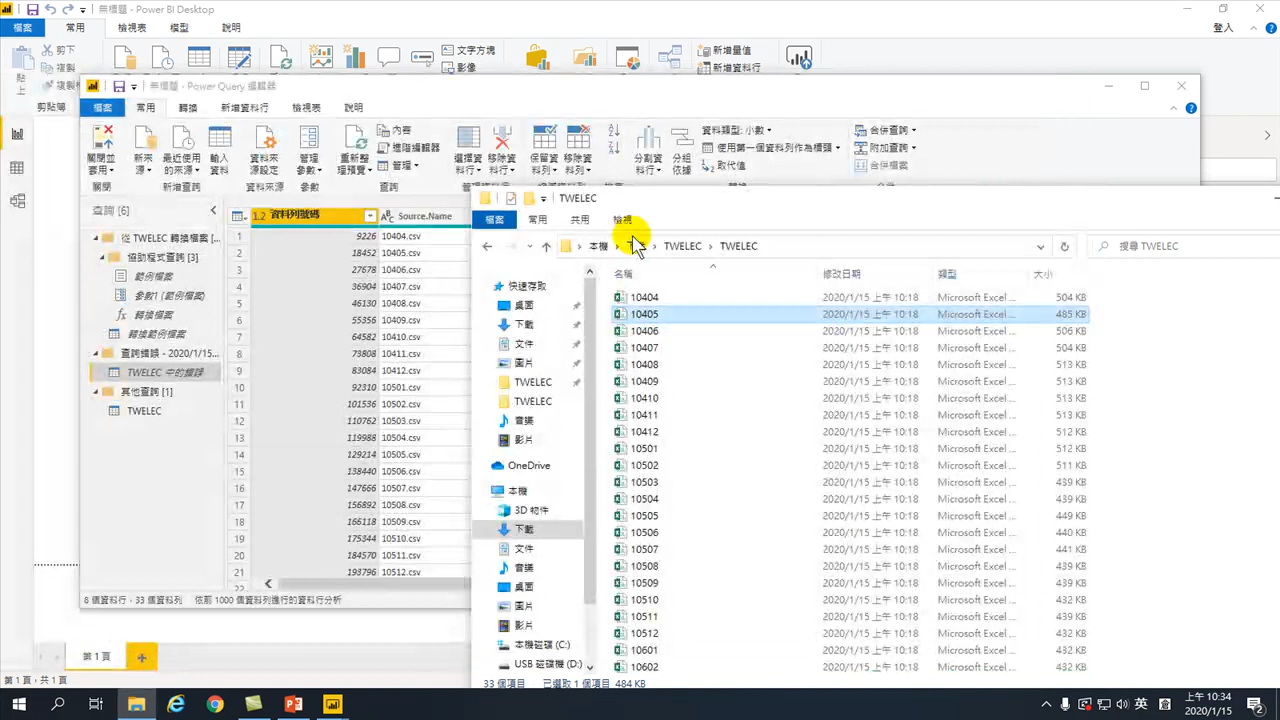 無標題 - Power BI Desktop
檔案 常用 檢視表 模型 說明 登入
剪下
複製
貼上
剪貼簿
文字方塊
影像
新增量值
新增資料行
無標題 - Power Query 編輯器
檔案 常用 轉換 新增資料行 檢視表 說明
關閉並套用 新來源 最近使用的來源 輸入資料 資料來源設定 管理參數 重新整理預覽 內容 進階編輯器 管理 選擇資料行 移除資料行 保留資料列 移除資料列 分割資料行 分組依據 資料類型: 小數 使用第一個資料列作為標頭 取代值 合併查詢 附加查詢 合併檔案
關閉 新增查詢 資料來源 參數 查詢
查詢 [6]
從 TWELEC 轉換檔案 [...
協助程式查詢 [3]
範例檔案
參數1 (範例檔案)
轉換檔案
轉換範例檔案
查詢錯誤 - 2020/1/15...
TWELEC 中的錯誤
其他查詢 [1]
TWELEC
1.2 資料列號碼 Source.Name
1 9226 10404.csv
2 18452 10405.csv
3 27678 10406.csv
4 36904 10407.csv
5 46130 10408.csv
6 55356 10409.csv
7 64582 10410.csv
8 73808 10411.csv
9 83084 10412.csv
10 92310 10501.csv
11 101536 10502.csv
12 110762 10503.csv
13 119988 10504.csv
14 129214 10505.csv
15 138440 10506.csv
16 147666 10507.csv
17 156892 10508.csv
18 166118 10509.csv
19 175344 10510.csv
20 184570 10511.csv
21 193796 10512.csv
22
8 個資料行，33 個資料列 依前 1000 個資料列進行的資料行分析
TWELEC
檔案 常用 共用 檢視
本機 › TWELEC › TWELEC 搜尋 TWELEC
快速存取
桌面
下載
文件
圖片
TWELEC
TWELEC
音樂
影片
OneDrive
本機
3D 物件
下載
文件
音樂
桌面
圖片
影片
本機磁碟 (C:)
USB 磁碟機 (D:)
名稱 修改日期 類型 大小
10404 2020/1/15 上午 10:18 Microsoft Excel ... 504 KB
10405 2020/1/15 上午 10:18 Microsoft Excel ... 485 KB
10406 2020/1/15 上午 10:18 Microsoft Excel ... 506 KB
10407 2020/1/15 上午 10:18 Microsoft Excel ... 504 KB
10408 2020/1/15 上午 10:18 Microsoft Excel ... 513 KB
10409 2020/1/15 上午 10:18 Microsoft Excel ... 513 KB
10410 2020/1/15 上午 10:18 Microsoft Excel ... 513 KB
10411 2020/1/15 上午 10:18 Microsoft Excel ... 513 KB
10412 2020/1/15 上午 10:18 Microsoft Excel ... 512 KB
10501 2020/1/15 上午 10:18 Microsoft Excel ... 512 KB
10502 2020/1/15 上午 10:18 Microsoft Excel ... 511 KB
10503 2020/1/15 上午 10:18 Microsoft Excel ... 439 KB
10504 2020/1/15 上午 10:18 Microsoft Excel ... 439 KB
10505 2020/1/15 上午 10:18 Microsoft Excel ... 449 KB
10506 2020/1/15 上午 10:18 Microsoft Excel ... 440 KB
10507 2020/1/15 上午 10:18 Microsoft Excel ... 441 KB
10508 2020/1/15 上午 10:18 Microsoft Excel ... 432 KB
10509 2020/1/15 上午 10:18 Microsoft Excel ... 432 KB
10510 2020/1/15 上午 10:18 Microsoft Excel ... 432 KB
10511 2020/1/15 上午 10:18 Microsoft Excel ... 432 KB
10512 2020/1/15 上午 10:18 Microsoft Excel ... 432 KB
10601 2020/1/15 上午 10:18 Microsoft Excel ... 432 KB
10602 2020/1/15 上午 10:18 Microsoft Excel ... 432 KB
33 個項目 已選取 1 個項目 484 KB
第 1 頁
第 1 頁，共 1 頁
英
上午 10:34
2020/1/15
2